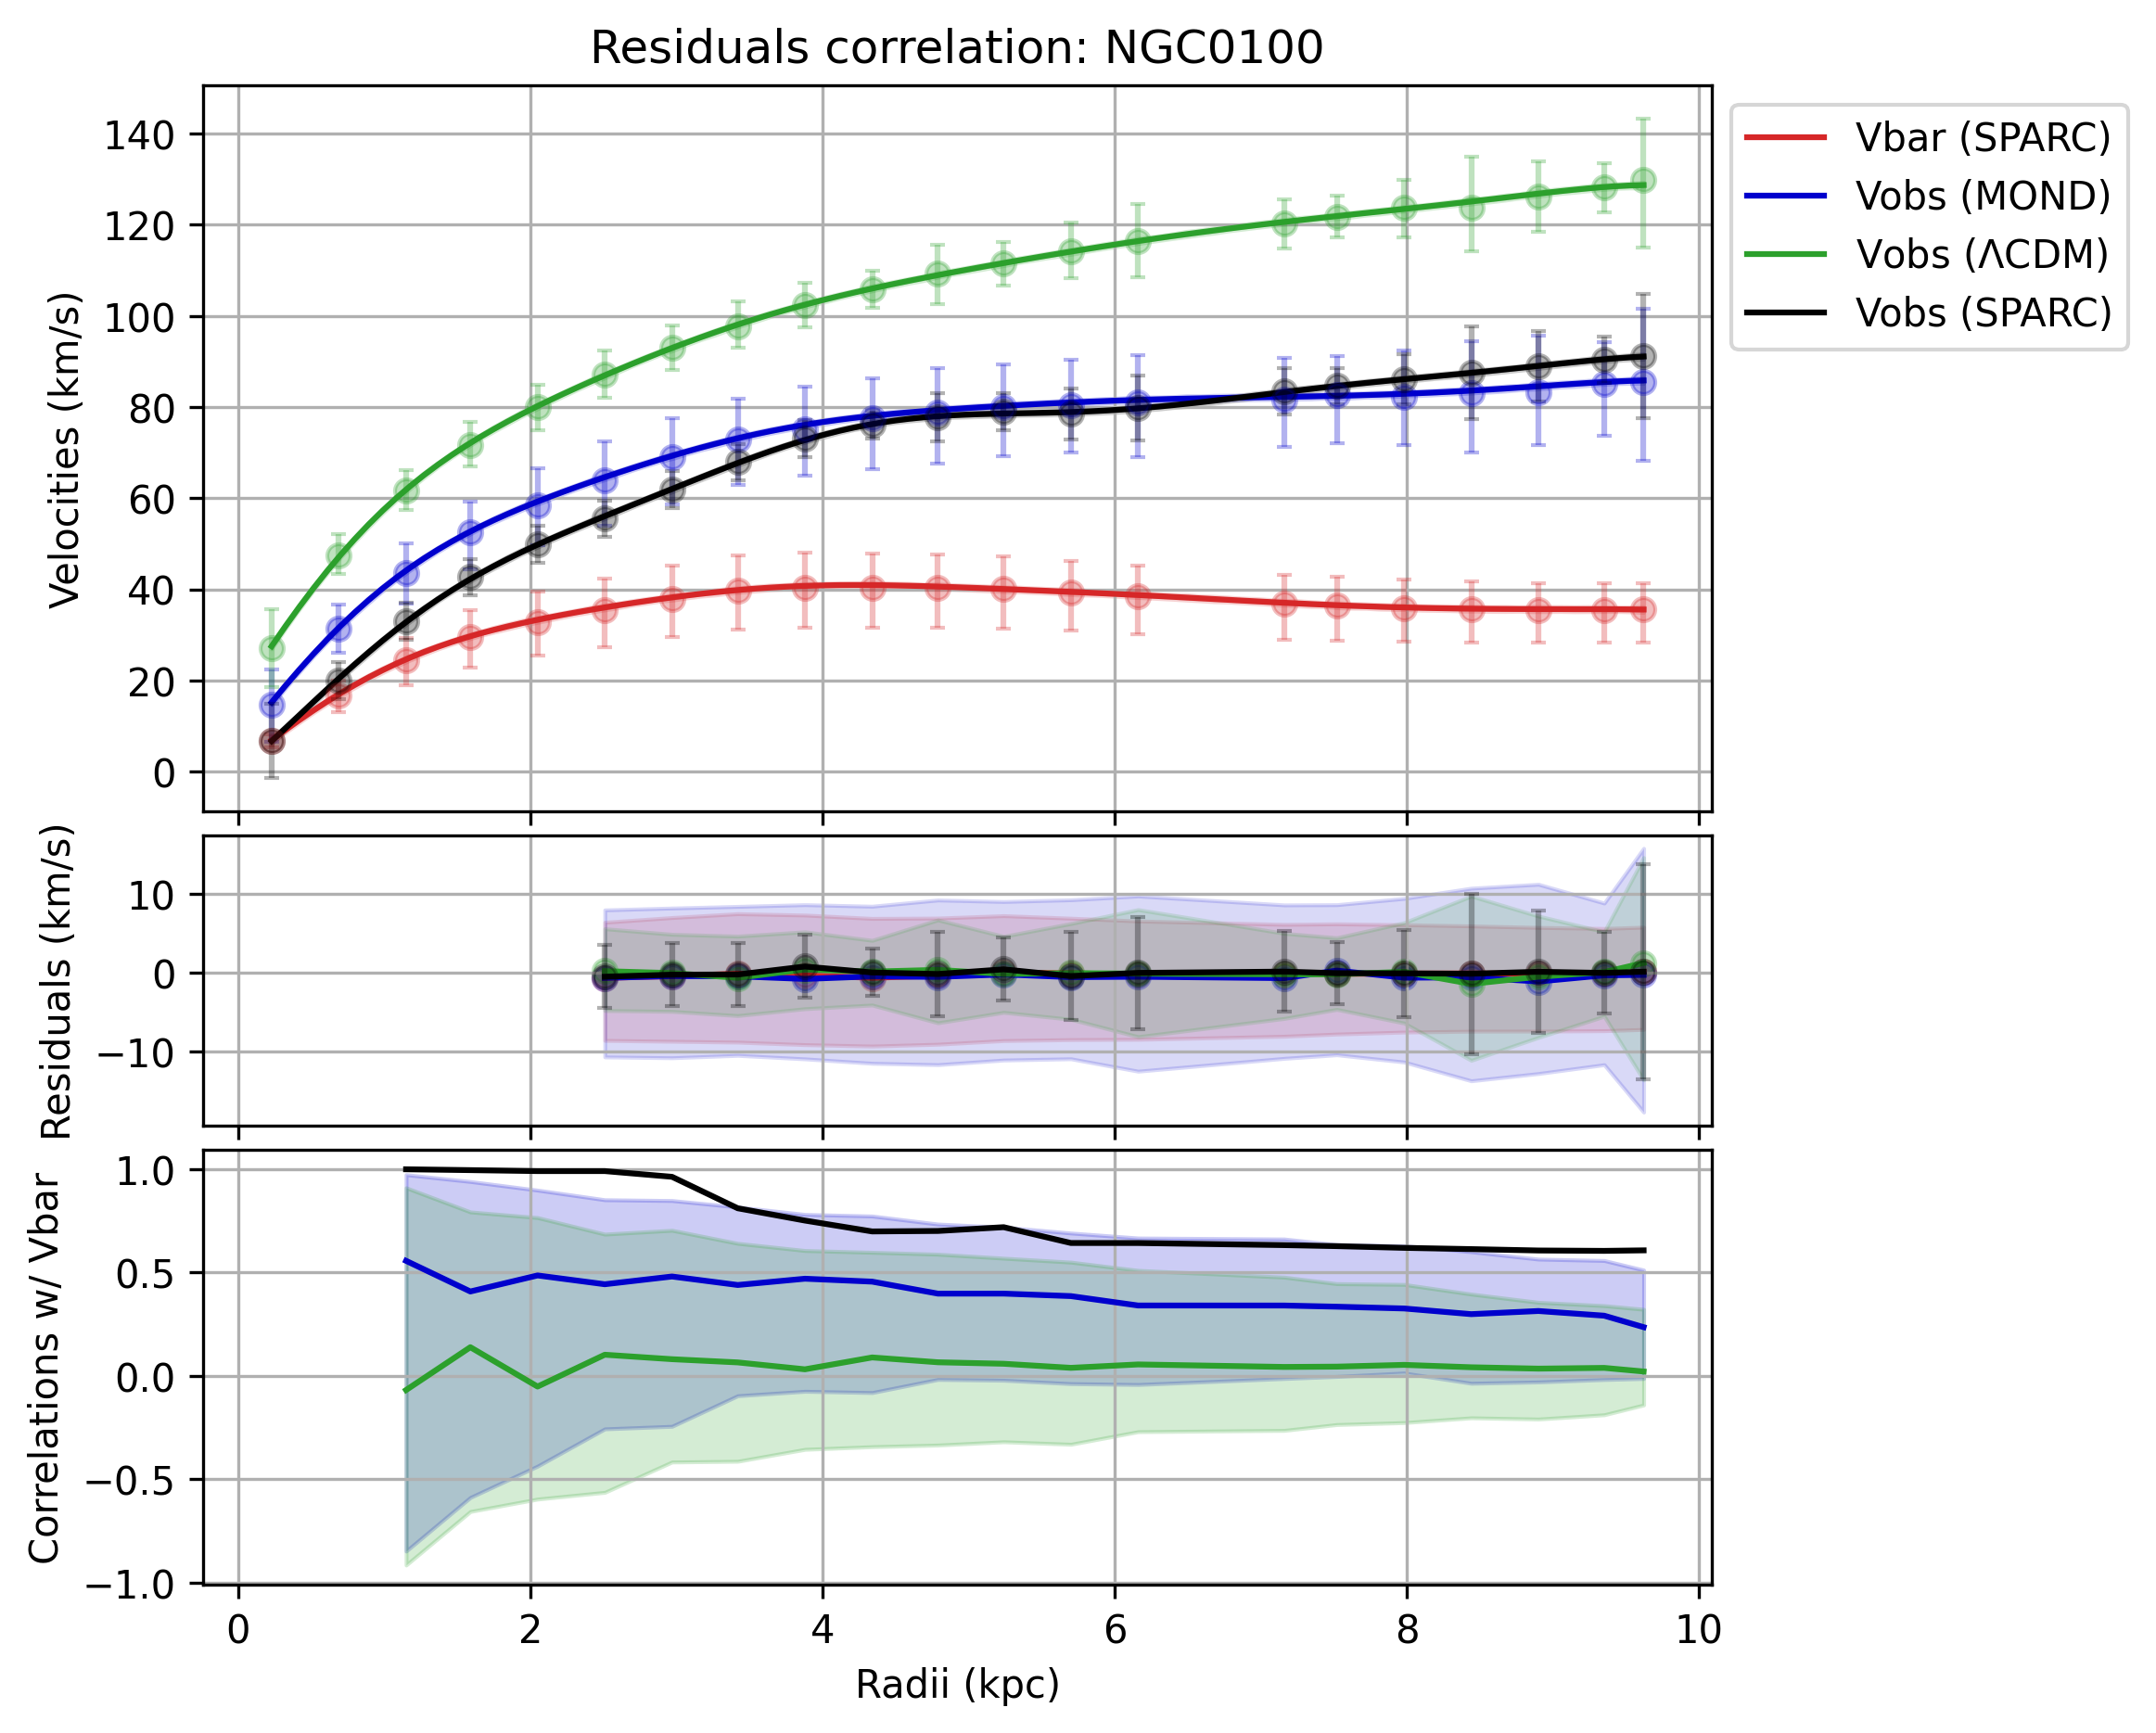 Residuals correlation: NGC0100
Velocities (km/s)
140
120
100
80
60
40
20
0
Vbar (SPARC)
Vobs (MOND)
Vobs (ΛCDM)
Vobs (SPARC)
Residuals (km/s)
10
0
−10
Correlations w/ Vbar
1.0
0.5
0.0
−0.5
−1.0
0 2 4 6 8 10
Radii (kpc)